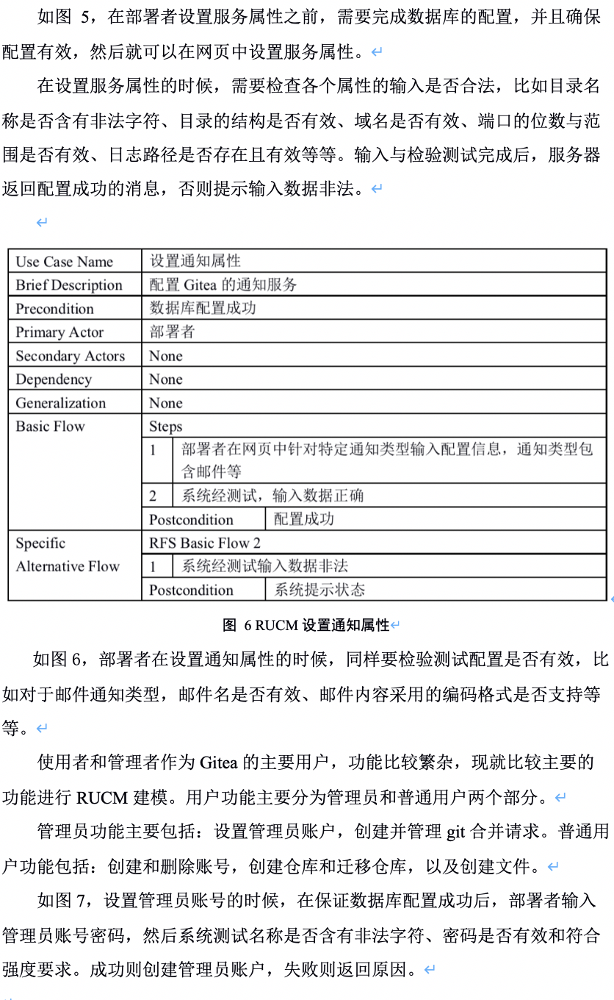 如图 5，在部署者设置服务属性之前，需要完成数据库的配置，并且确保
配置有效，然后就可以在网页中设置服务属性。↵
在设置服务属性的时候，需要检查各个属性的输入是否合法，比如目录名
称是否含有非法字符、目录的结构是否有效、域名是否有效、端口的位数与范
围是否有效、日志路径是否存在且有效等等。输入与检验测试完成后，服务器
返回配置成功的消息，否则提示输入数据非法。↵
↵
Use Case Name 设置通知属性
Brief Description 配置 Gitea 的通知服务
Precondition 数据库配置成功
Primary Actor 部署者
Secondary Actors None
Dependency None
Generalization None
Basic Flow Steps
1 部署者在网页中针对特定通知类型输入配置信息，通知类型包
含邮件等
2 系统经测试，输入数据正确
Postcondition 配置成功
Specific RFS Basic Flow 2
Alternative Flow 1 系统经测试输入数据非法
Postcondition 系统提示状态
图 6 RUCM 设置通知属性↵
如图 6，部署者在设置通知属性的时候，同样要检验测试配置是否有效，比
如对于邮件通知类型，邮件名是否有效、邮件内容采用的编码格式是否支持等
等。↵
使用者和管理者作为 Gitea 的主要用户，功能比较繁杂，现就比较主要的
功能进行 RUCM 建模。用户功能主要分为管理员和普通用户两个部分。↵
管理员功能主要包括：设置管理员账户，创建并管理 git 合并请求。普通用
户功能包括：创建和删除账号，创建仓库和迁移仓库，以及创建文件。↵
如图 7，设置管理员账号的时候，在保证数据库配置成功后，部署者输入
管理员账号密码，然后系统测试名称是否含有非法字符、密码是否有效和符合
强度要求。成功则创建管理员账户，失败则返回原因。↵